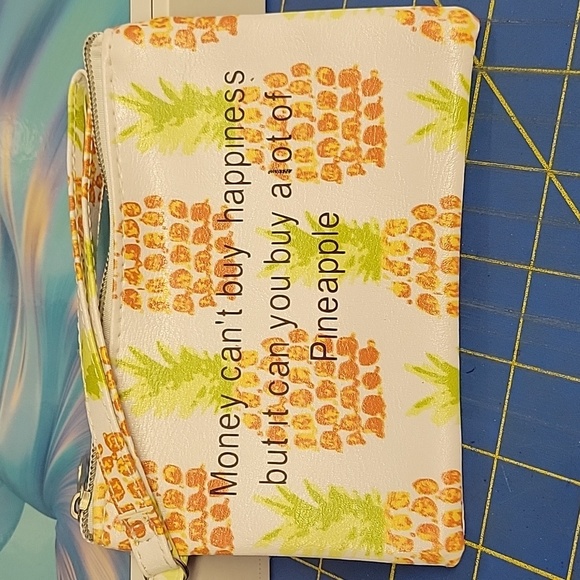 Money can't buy happiness
but it can you buy a lot of
Pineapple